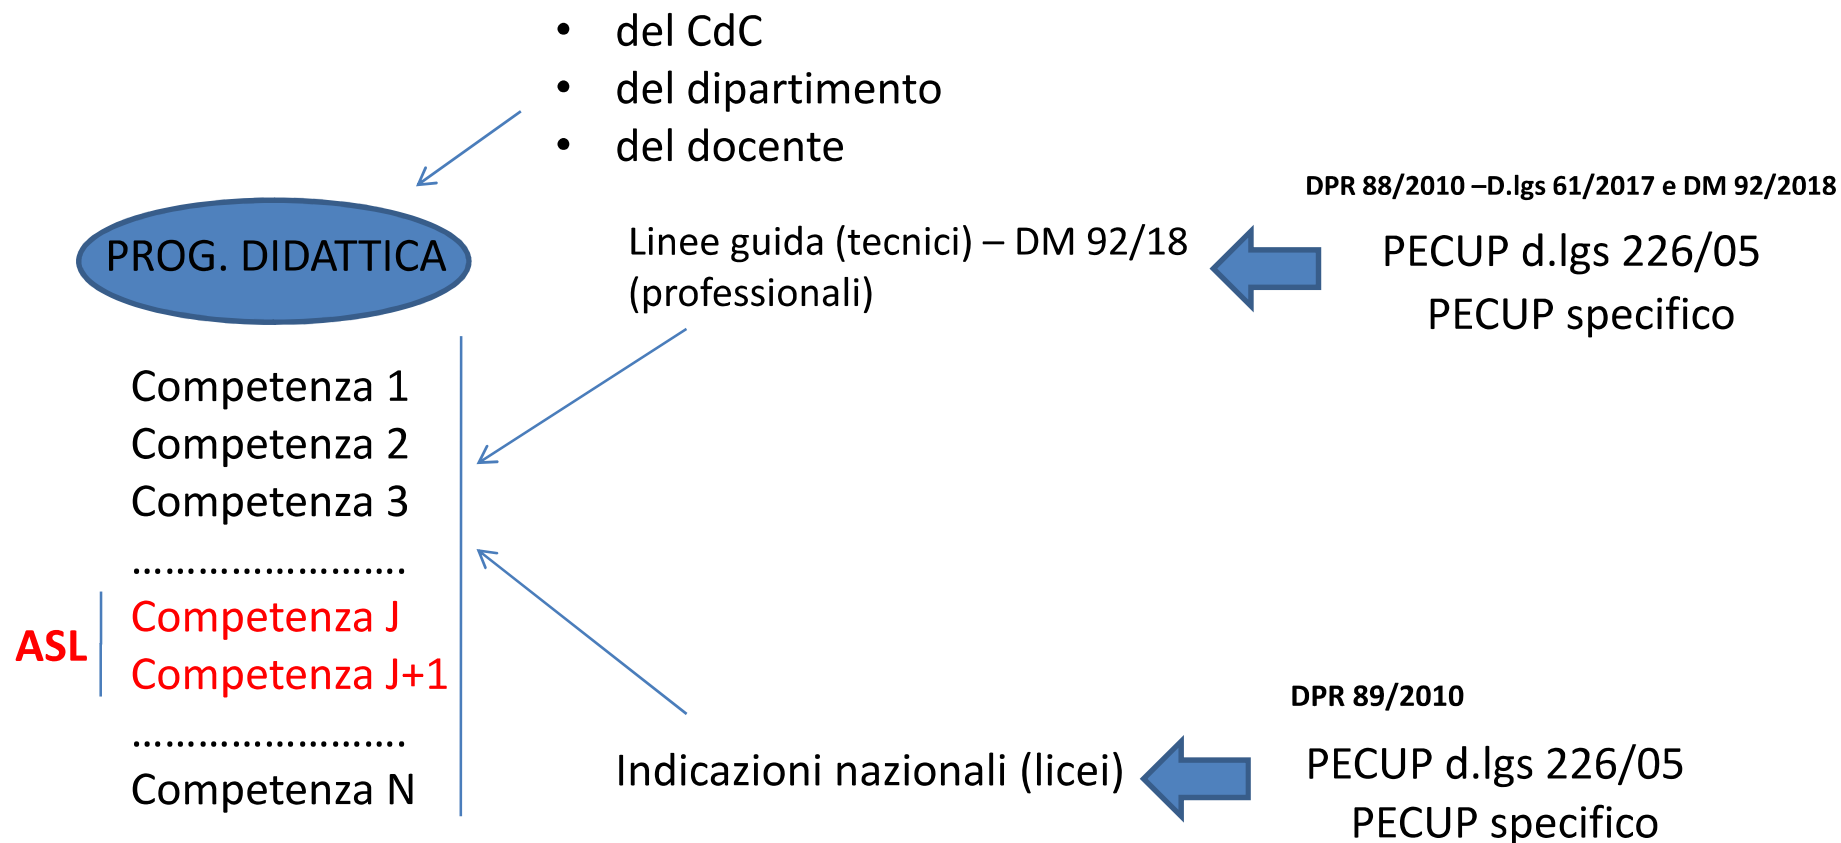 • del CdC
• del dipartimento
• del docente
DPR 88/2010 –D.lgs 61/2017 e DM 92/2018
PROG. DIDATTICA
Linee guida (tecnici) – DM 92/18
(professionali)
PECUP d.lgs 226/05
PECUP specifico
Competenza 1
Competenza 2
Competenza 3
…………………….
ASL
Competenza J
Competenza J+1
…………………….
Competenza N
DPR 89/2010
Indicazioni nazionali (licei)
PECUP d.lgs 226/05
PECUP specifico